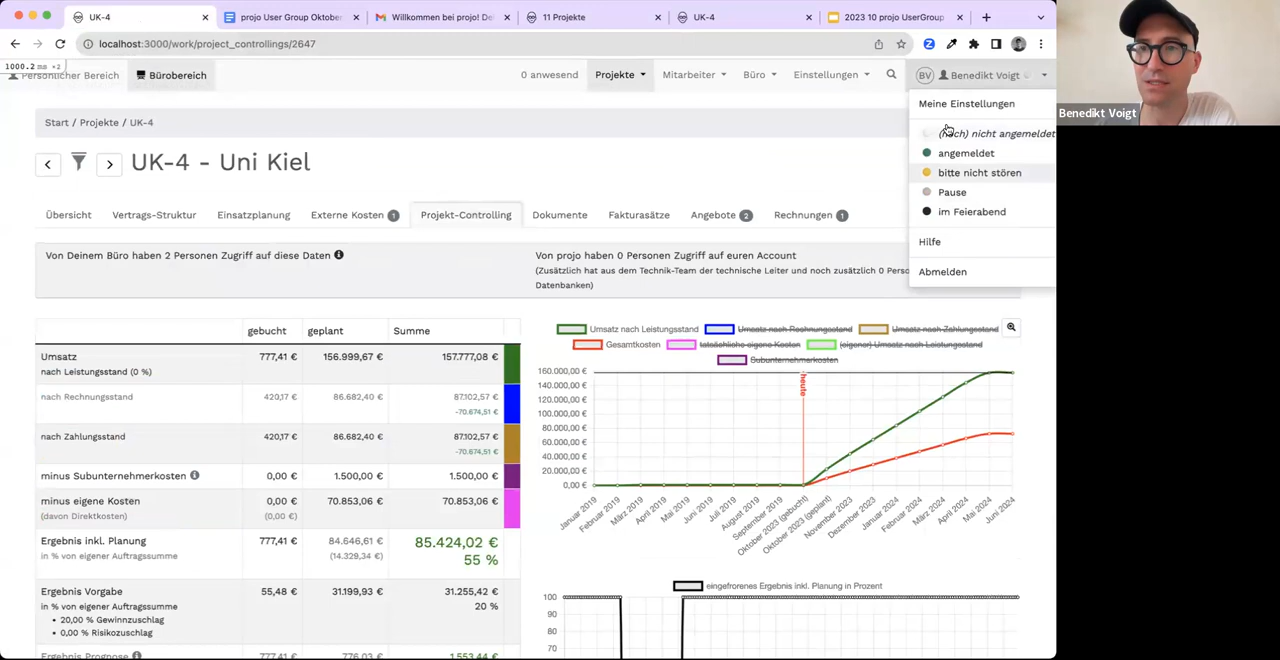 UK-4
projo User Group Oktober
Willkommen bei projo! De
11 Projekte
UK-4
2023 10 projo UserGroup
localhost:3000/work/project_controllings/2647
1000.2 ms ×2
Persönlicher Bereich
Bürobereich
0 anwesend
Projekte
Mitarbeiter
Büro
Einstellungen
BV
Benedikt Voigt
Meine Einstellungen
(noch) nicht angemeldet
angemeldet
bitte nicht stören
Pause
im Feierabend
Hilfe
Abmelden
Benedikt Voigt
Start / Projekte / UK-4
UK-4 - Uni Kiel
Übersicht
Vertrags-Struktur
Einsatzplanung
Externe Kosten 1
Projekt-Controlling
Dokumente
Fakturasätze
Angebote 2
Rechnungen 1
Von Deinem Büro haben 2 Personen Zugriff auf diese Daten
Von projo haben 0 Personen Zugriff auf euren Account
(Zusätzlich hat aus dem Technik-Team der technische Leiter und noch zusätzlich 0 Pers
Datenbanken)
gebucht geplant Summe
Umsatz 777,41 € 156.999,67 € 157.777,08 €
nach Leistungsstand (0 %)
nach Rechnungsstand 420,17 € 86.682,40 € 87.102,57 €
-70.674,51 €
nach Zahlungsstand 420,17 € 86.682,40 € 87.102,57 €
-70.674,51 €
minus Subunternehmerkosten 0,00 € 1.500,00 € 1.500,00 €
minus eigene Kosten 0,00 € 70.853,06 € 70.853,06 €
(davon Direktkosten) (0,00 €)
Ergebnis inkl. Planung 777,41 € 84.646,61 € 85.424,02 €
in % von eigener Auftragssumme (14.329,34 €) 55 %
Ergebnis Vorgabe 55,48 € 31.199,93 € 31.255,42 €
in % von eigener Auftragssumme 20 %
• 20,00 % Gewinnzuschlag
• 0,00 % Risikozuschlag
Ergebnis Prognose 777,41 € 776,03 € 1.553,44 €
Umsatz nach Leistungsstand
Umsatz nach Rechnungsstand
Umsatz nach Zahlungsstand
Gesamtkosten
tatsächliche eigene Kosten
(eigener) Umsatz nach Leistungsstand
Subunternehmerkosten
160.000,00 €
140.000,00 €
120.000,00 €
100.000,00 €
80.000,00 €
60.000,00 €
40.000,00 €
20.000,00 €
0,00 €
heute
Januar 2019
Februar 2019
März 2019
April 2019
Mai 2019
Juni 2019
Juli 2019
August 2019
September 2019
Oktober 2023 (gebucht)
Oktober 2023 (geplant)
November 2023
Dezember 2023
Januar 2024
Februar 2024
März 2024
April 2024
Mai 2024
Juni 2024
eingefrorenes Ergebnis inkl. Planung in Prozent
100
90
80
70